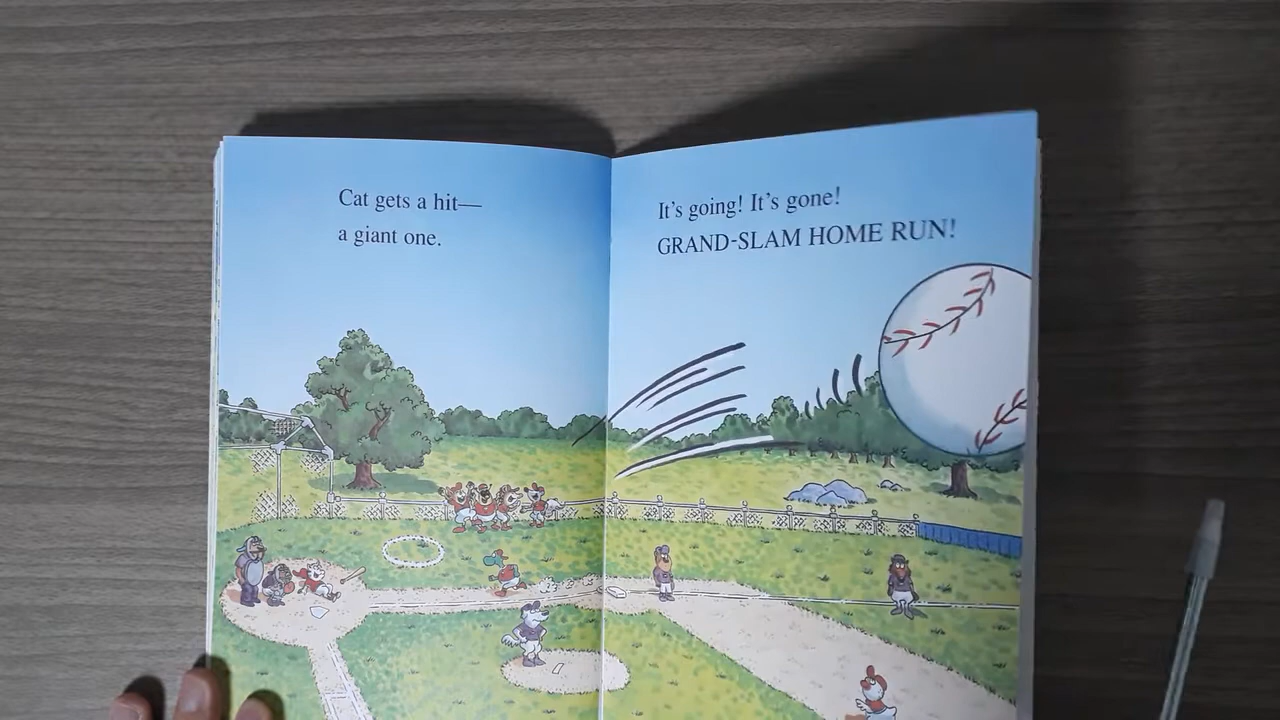 Cat gets a hit—
a giant one.
It's going! It's gone!
GRAND-SLAM HOME RUN!